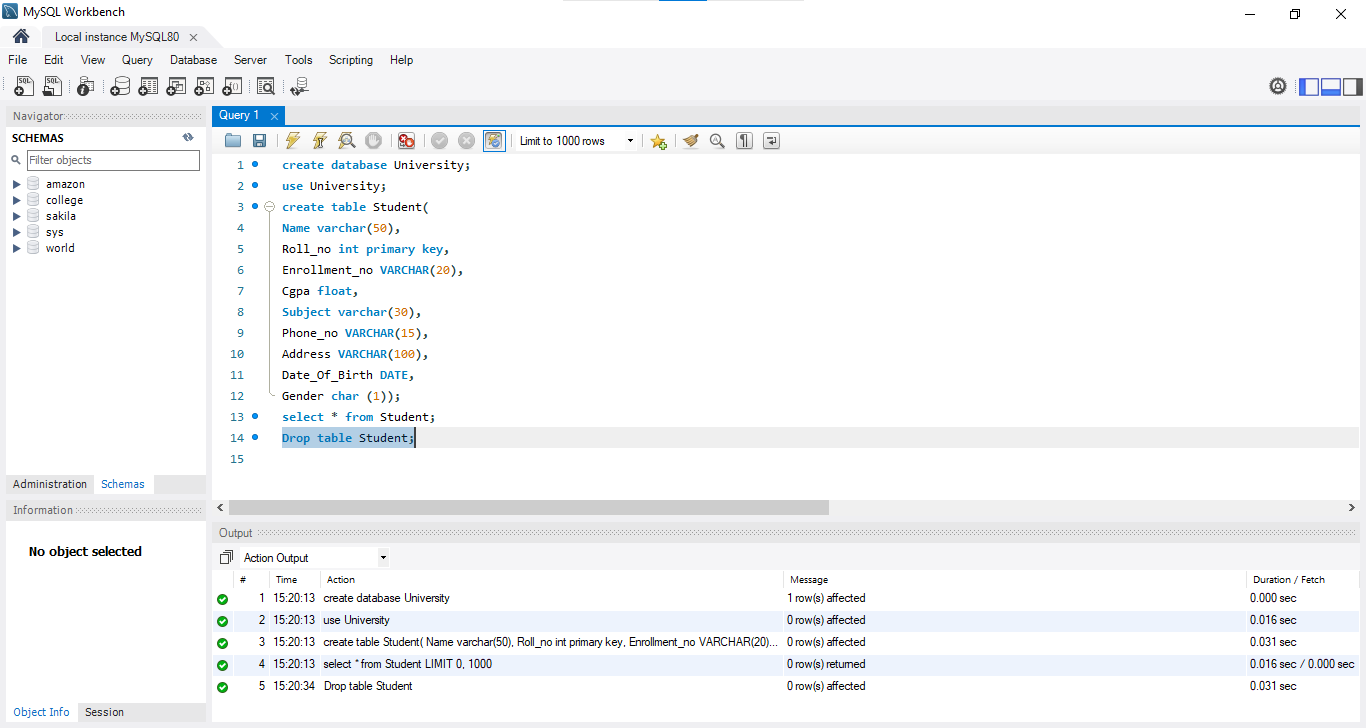 MySQL Workbench
Local instance MySQL80
File Edit View Query Database Server Tools Scripting Help
Navigator
SCHEMAS
Filter objects
amazon
college
sakila
sys
world
Administration Schemas
Information
No object selected
Object Info Session
Query 1
Limit to 1000 rows
1 create database University;
2 use University;
3 create table Student(
4 Name varchar(50),
5 Roll_no int primary key,
6 Enrollment_no VARCHAR(20),
7 Cgpa float,
8 Subject varchar(30),
9 Phone_no VARCHAR(15),
10 Address VARCHAR(100),
11 Date_Of_Birth DATE,
12 Gender char (1));
13 select * from Student;
14 Drop table Student;
15
Output
Action Output
# Time Action Message Duration / Fetch
1 15:20:13 create database University 1 row(s) affected 0.000 sec
2 15:20:13 use University 0 row(s) affected 0.016 sec
3 15:20:13 create table Student( Name varchar(50), Roll_no int primary key, Enrollment_no VARCHAR(20)... 0 row(s) affected 0.031 sec
4 15:20:13 select * from Student LIMIT 0, 1000 0 row(s) returned 0.016 sec / 0.000 sec
5 15:20:34 Drop table Student 0 row(s) affected 0.031 sec